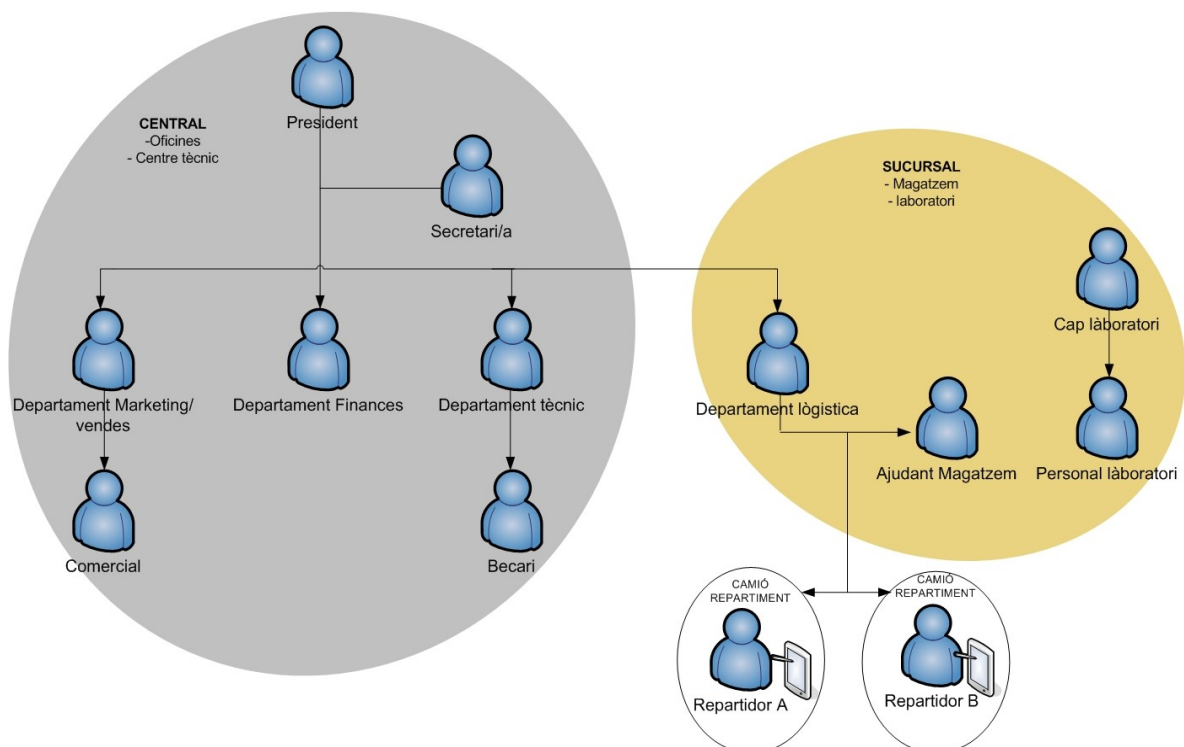 President
CENTRAL
-Oficines
- Centre tècnic
Secretari/a
SUCURSAL
- Magatzem
- laboratori
Cap làboratori
Departament Marketing/
vendes
Departament Finances
Departament tècnic
Departament lògistica
Ajudant Magatzem
Personal làboratori
Comercial
Becari
CAMIÓ
REPARTIMENT
Repartidor A
CAMIÓ
REPARTIMENT
Repartidor B